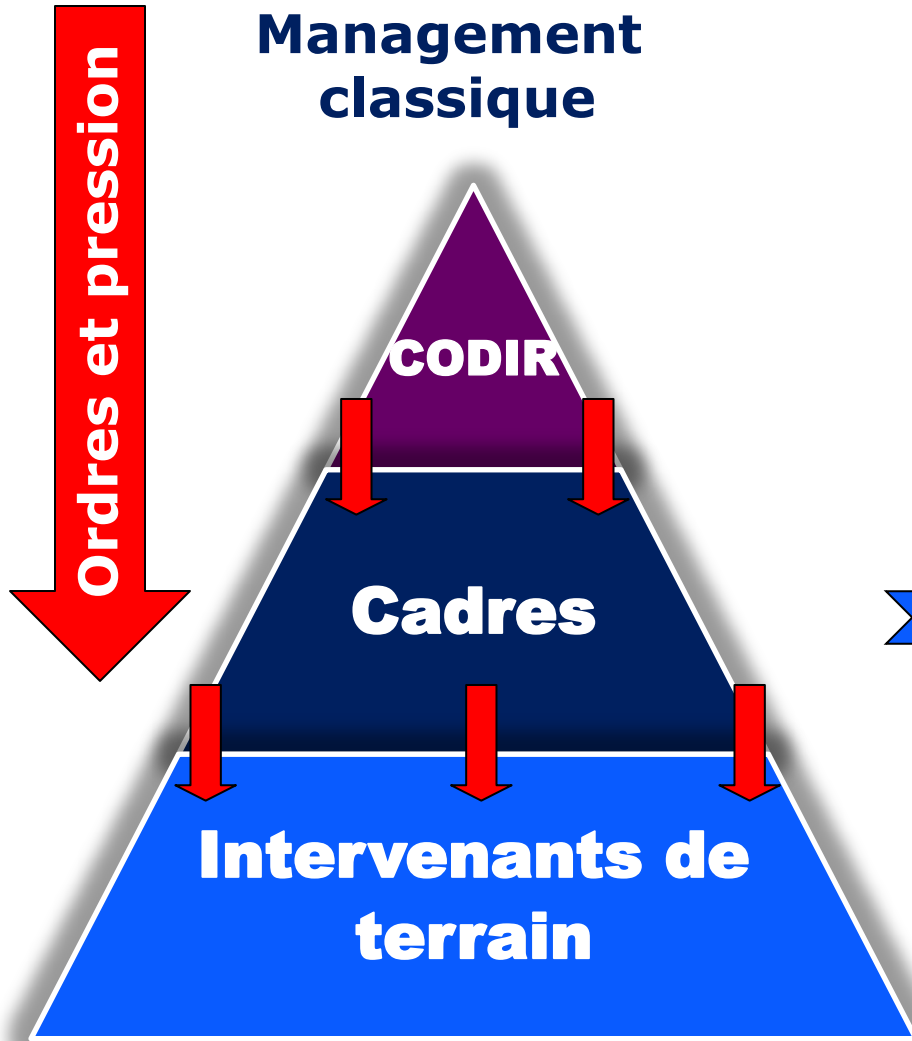 Management
classique
Ordres et pression
CODIR
Cadres
Intervenants de
terrain